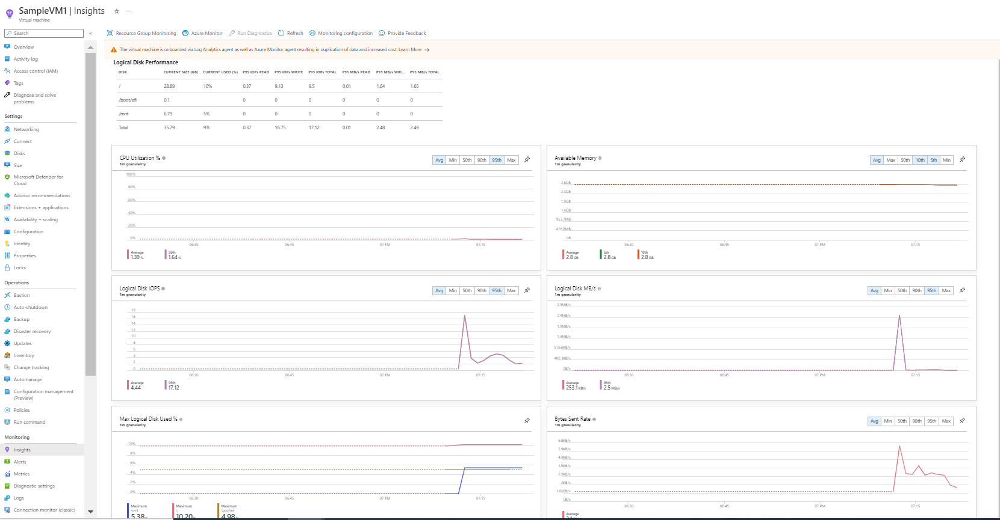 SampleVM1 | Insights ☆ ...
Virtual machine
Search «
Resource Group Monitoring Azure Monitor Run Diagnostics Refresh Monitoring configuration Provide Feedback
The virtual machine is onboarded via Log Analytics agent as well as Azure Monitor agent resulting in duplication of data and increased cost. Learn More →
Overview
Activity log
Access control (IAM)
Tags
Diagnose and solve
problems
Settings
Networking
Connect
Disks
Size
Microsoft Defender for
Cloud
Advisor recommendations
Extensions + applications
Availability + scaling
Configuration
Identity
Properties
Locks
Operations
Bastion
Auto-shutdown
Backup
Disaster recovery
Updates
Inventory
Change tracking
Automanage
Configuration management
(Preview)
Policies
Run command
Monitoring
Insights
Alerts
Metrics
Diagnostic settings
Logs
Connection monitor (classic)
Logical Disk Performance
DISK CURRENT SIZE (GB) CURRENT USED (%) P95 IOPs READ P95 IOPs WRITE P95 IOPs TOTAL P95 MB/s READ P95 MB/s WRI... P95 MB/s TOTAL
/ 28.89 10% 0.37 9.13 9.5 0.01 1.64 1.65
/boot/efi 0.1 0 0 0 0 0 0
/mnt 6.79 5% 0 0 0 0 0 0
Total 35.79 9% 0.37 16.75 17.12 0.01 2.48 2.49
CPU Utilization %
1m granularity
Avg Min 50th 90th 95th Max
100%
80%
60%
40%
20%
0%
06:30 06:45 07 PM 07:15
Average 95th
1.39 % 1.64 %
Available Memory
1m granularity
Avg Max 50th 10th 5th Min
2.8GB
2.3GB
1.9GB
1.4GB
953.7MB
476.8MB
0B
06:30 06:45 07 PM 07:15
Average 5th 10th
2.8 GB 2.8 GB 2.8 GB
Logical Disk IOPS
1m granularity
Avg Min 50th 90th 95th Max
18
16
14
12
10
8
6
4
2
0
06:30 06:45 07 PM 07:15
Average 95th
4.44 17.12
Logical Disk MB/s
1m granularity
Avg Min 50th 90th 95th Max
2.9MB/s
2.4MB/s
1.9MB/s
1.4MB/s
976.6KB/s
488.3KB/s
0B/s
06:30 06:45 07 PM 07:15
Average 95th
253.1 KB/s 2.5 MB/s
Max Logical Disk Used %
1m granularity
10%
8%
6%
4%
2%
0%
06:30 06:45 07 PM 07:15
Maximum Maximum Maximum
\mnt \ \boot\efi
5.38 10.20 4.98
Bytes Sent Rate
1m granularity
Avg Min 50th 90th 95th Max
6.8KB/s
5.9KB/s
4.9KB/s
3.9KB/s
2.9KB/s
2KB/s
1,000B/s
0B/s
06:30 06:45 07 PM 07:15
Average